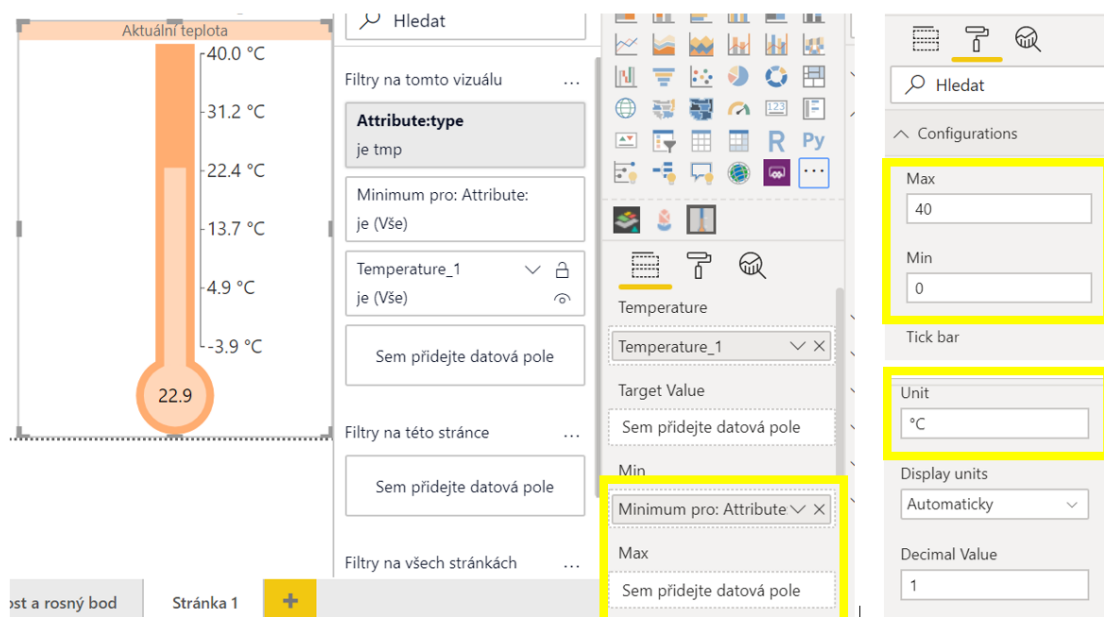 Aktuální teplota
40.0 °C
31.2 °C
22.4 °C
13.7 °C
4.9 °C
-3.9 °C
22.9
ost a rosný bod
Stránka 1
+
Hledat
Filtry na tomto vizuálu
...
Attribute:type
je tmp
Minimum pro: Attribute:
je (Vše)
Temperature_1
je (Vše)
Sem přidejte datová pole
Filtry na této stránce
...
Sem přidejte datová pole
Filtry na všech stránkách
...
123
R
Py
...
Temperature
Temperature_1
Target Value
Sem přidejte datová pole
Min
Minimum pro: Attribute
Max
Sem přidejte datová pole
Hledat
Configurations
Max
40
Min
0
Tick bar
Unit
°C
Display units
Automaticky
Decimal Value
1